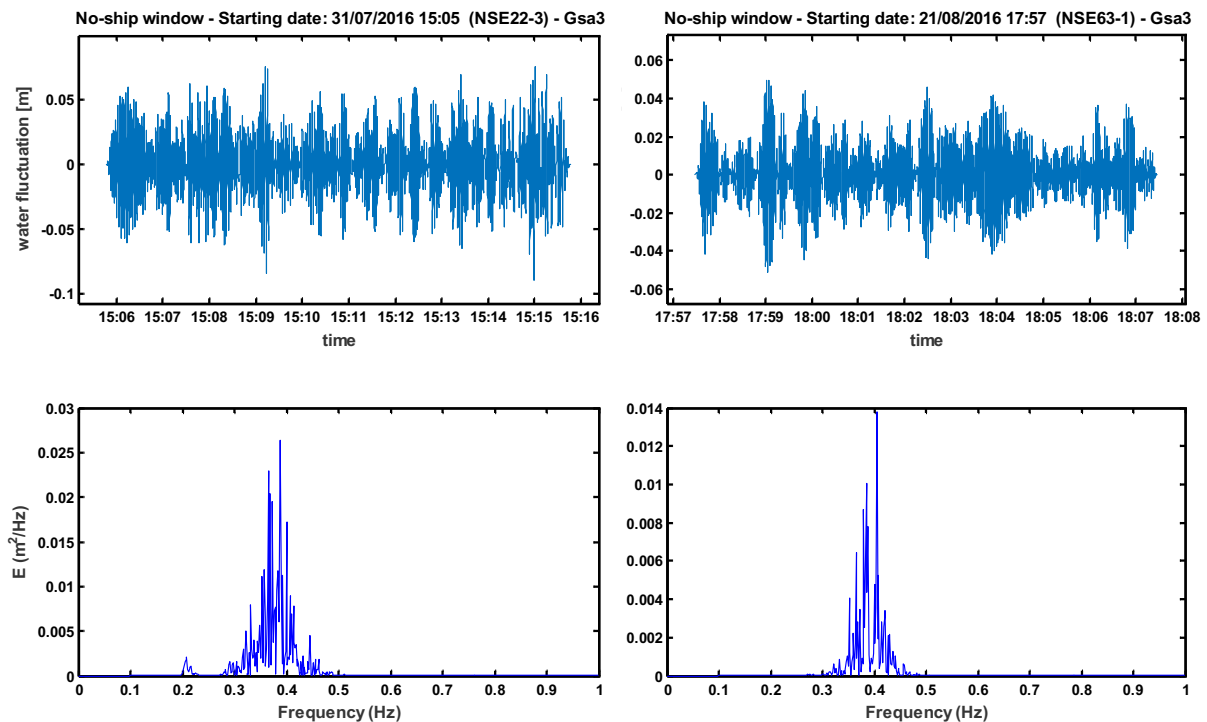 No-ship window - Starting date: 31/07/2016 15:05 (NSE22-3) - Gsa3
0.05
0
-0.05
-0.1
water fluctuation [m]
15:06 15:07 15:08 15:09 15:10 15:11 15:12 15:13 15:14 15:15 15:16
time
No-ship window - Starting date: 21/08/2016 17:57 (NSE63-1) - Gsa3
0.06
0.04
0.02
0
-0.02
-0.04
-0.06
17:57 17:58 17:59 18:00 18:01 18:02 18:03 18:04 18:05 18:06 18:07 18:08
time
0.03
0.025
0.02
0.015
0.01
0.005
0
E (m²/Hz)
0 0.1 0.2 0.3 0.4 0.5 0.6 0.7 0.8 0.9 1
Frequency (Hz)
0.014
0.012
0.01
0.008
0.006
0.004
0.002
0
0 0.1 0.2 0.3 0.4 0.5 0.6 0.7 0.8 0.9 1
Frequency (Hz)